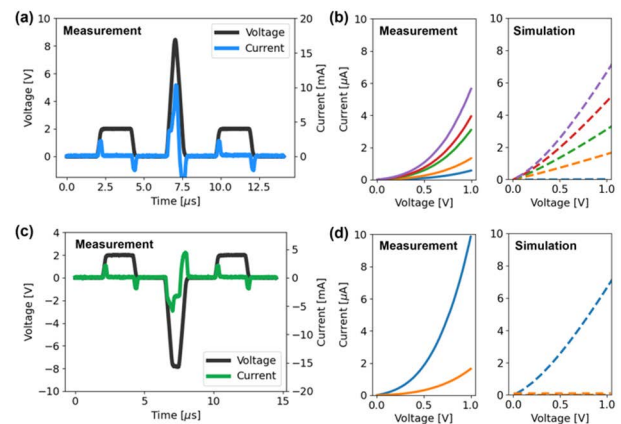 (a)
Measurement
Voltage
Current
Voltage [V]
10
8
6
4
2
0
20
15
10
5
0
Current [mA]
0.0 2.5 5.0 7.5 10.0 12.5
Time [μs]
(b)
Measurement
Simulation
Current [μA]
10
8
6
4
2
0
0.0 0.5 1.0
Voltage [V]
0.0 0.5 1.0
Voltage [V]
(c)
Measurement
Voltage
Current
Voltage [V]
4
2
0
−2
−4
−6
−8
−10
5
0
−5
−10
−15
−20
Current [mA]
0 5 10 15
Time [μs]
(d)
Measurement
Simulation
Current [μA]
10
8
6
4
2
0
0.0 0.5 1.0
Voltage [V]
0.0 0.5 1.0
Voltage [V]